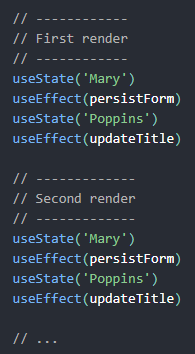 // ------------
// First render
// ------------
useState('Mary')
useEffect(persistForm)
useState('Poppins')
useEffect(updateTitle)
// -------------
// Second render
// -------------
useState('Mary')
useEffect(persistForm)
useState('Poppins')
useEffect(updateTitle)
// ...